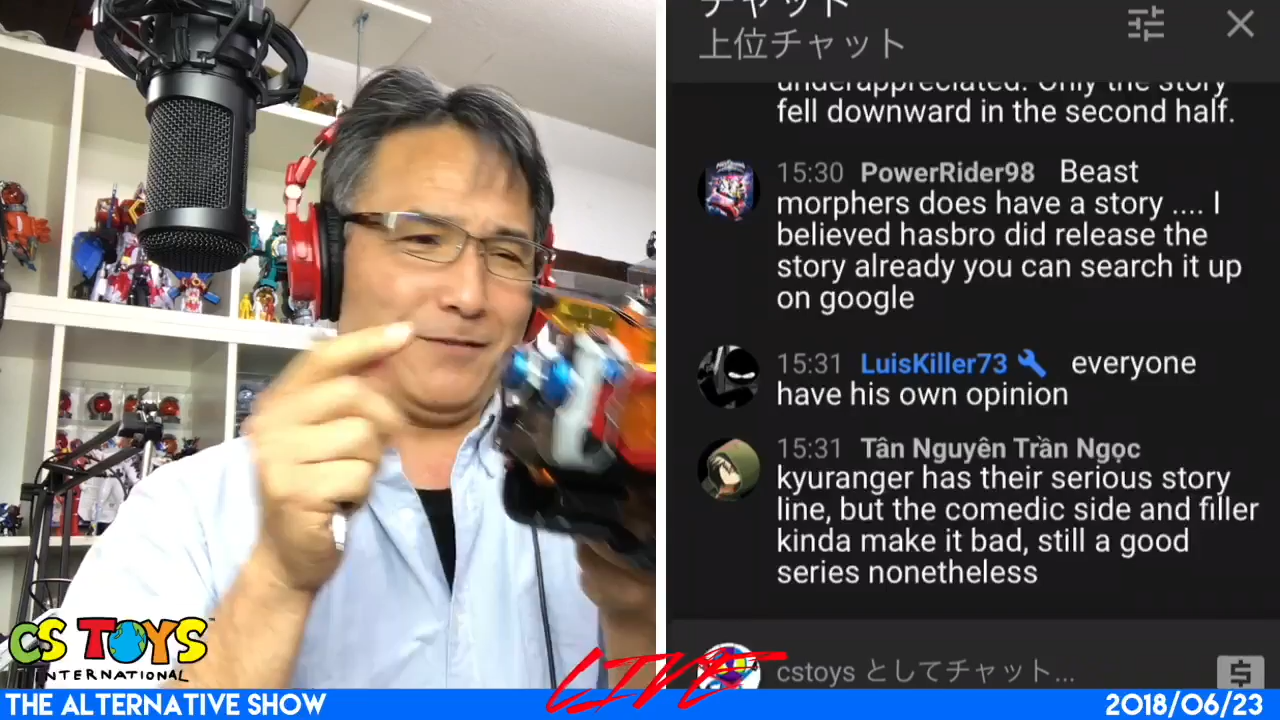 チャット
上位チャット
underappreciated. Only the story
fell downward in the second half.
15:30 PowerRider98 Beast
morphers does have a story .... I
believed hasbro did release the
story already you can search it up
on google
15:31 LuisKiller73 everyone
have his own opinion
15:31 Tân Nguyên Trần Ngọc
kyuranger has their serious story
line, but the comedic side and filler
kinda make it bad, still a good
series nonetheless
cstoys としてチャット...
$
CS TOYS
INTERNATIONAL
LIVE
THE ALTERNATIVE SHOW
2018/06/23